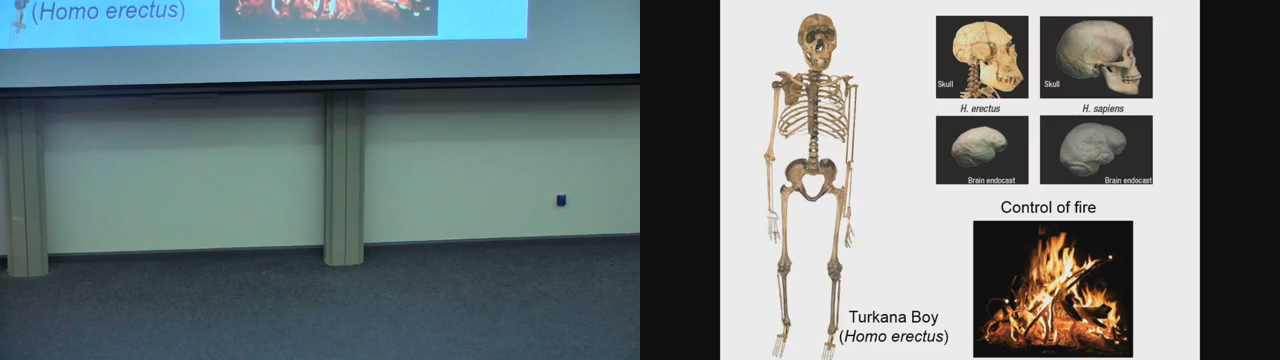 (Homo erectus)
Skull
Skull
H. erectus
H. sapiens
Brain endocast
Brain endocast
Control of fire
Turkana Boy
(Homo erectus)